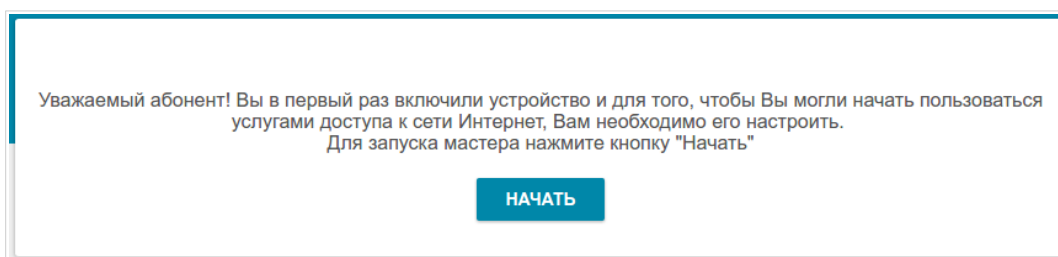 Уважаемый абонент! Вы в первый раз включили устройство и для того, чтобы Вы могли начать пользоваться
услугами доступа к сети Интернет, Вам необходимо его настроить.
Для запуска мастера нажмите кнопку "Начать"
НАЧАТЬ